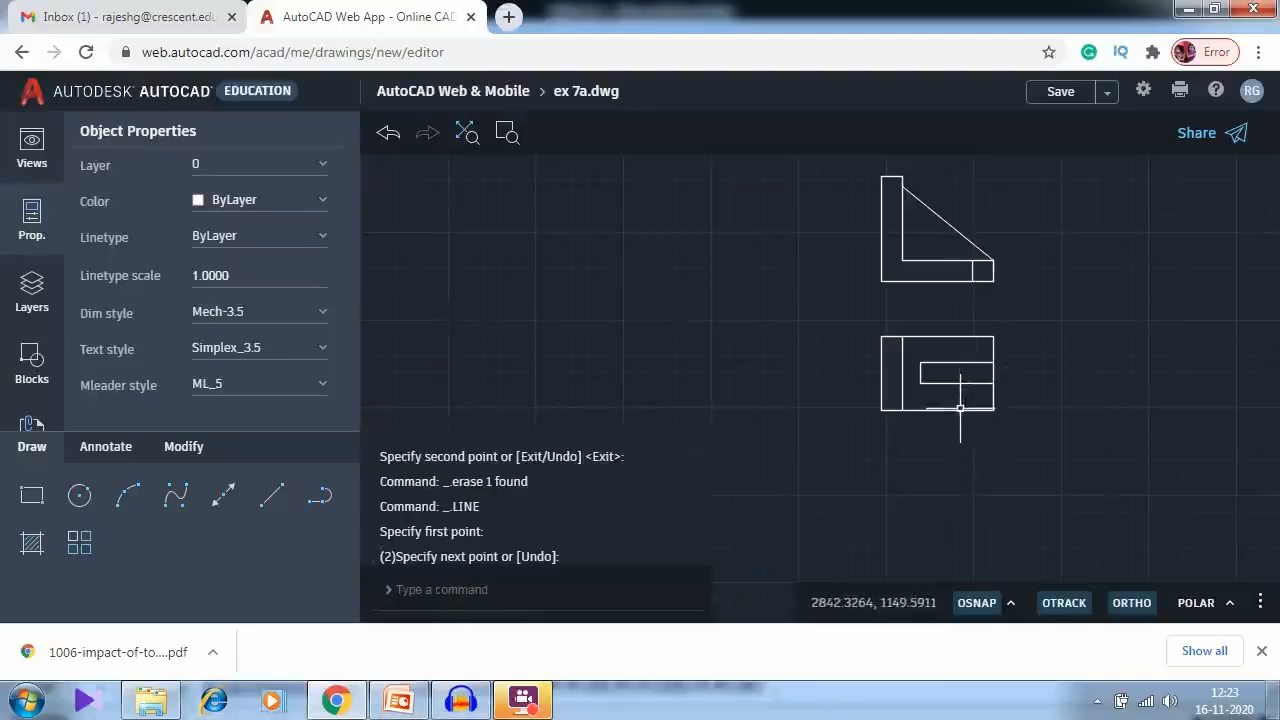 Inbox (1) - rajeshg@crescent.edu
AutoCAD Web App - Online CAD
web.autocad.com/acad/me/drawings/new/editor
IQ
Error
AUTODESK® AUTOCAD® EDUCATION
AutoCAD Web & Mobile > ex 7a.dwg
Save
RG
Views
Prop.
Layers
Blocks
Object Properties
Layer 0
Color ByLayer
Linetype ByLayer
Linetype scale 1.0000
Dim style Mech-3.5
Text style Simplex_3.5
Mleader style ML_5
Share
Draw Annotate Modify
Specify second point or [Exit/Undo] <Exit>:
Command: _.erase 1 found
Command: _.LINE
Specify first point:
(2)Specify next point or [Undo]:
Type a command
2842.3264, 1149.5911
OSNAP
OTRACK
ORTHO
POLAR
1006-impact-of-to....pdf
Show all
12:23
16-11-2020